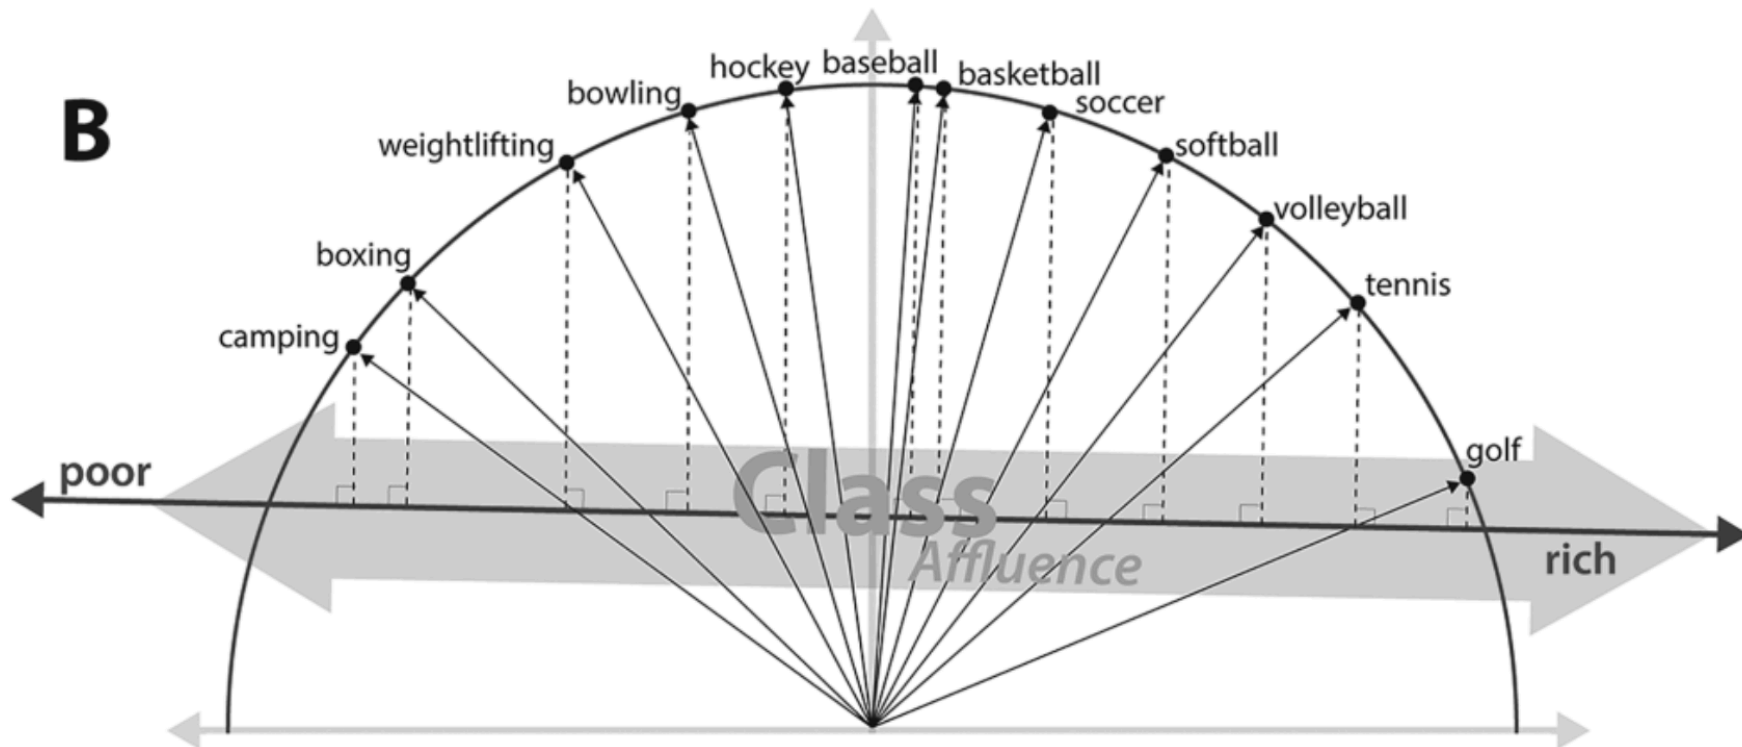 B
hockey
baseball
basketball
bowling
soccer
weightlifting
softball
volleyball
boxing
tennis
camping
golf
poor
Class
Affluence
rich